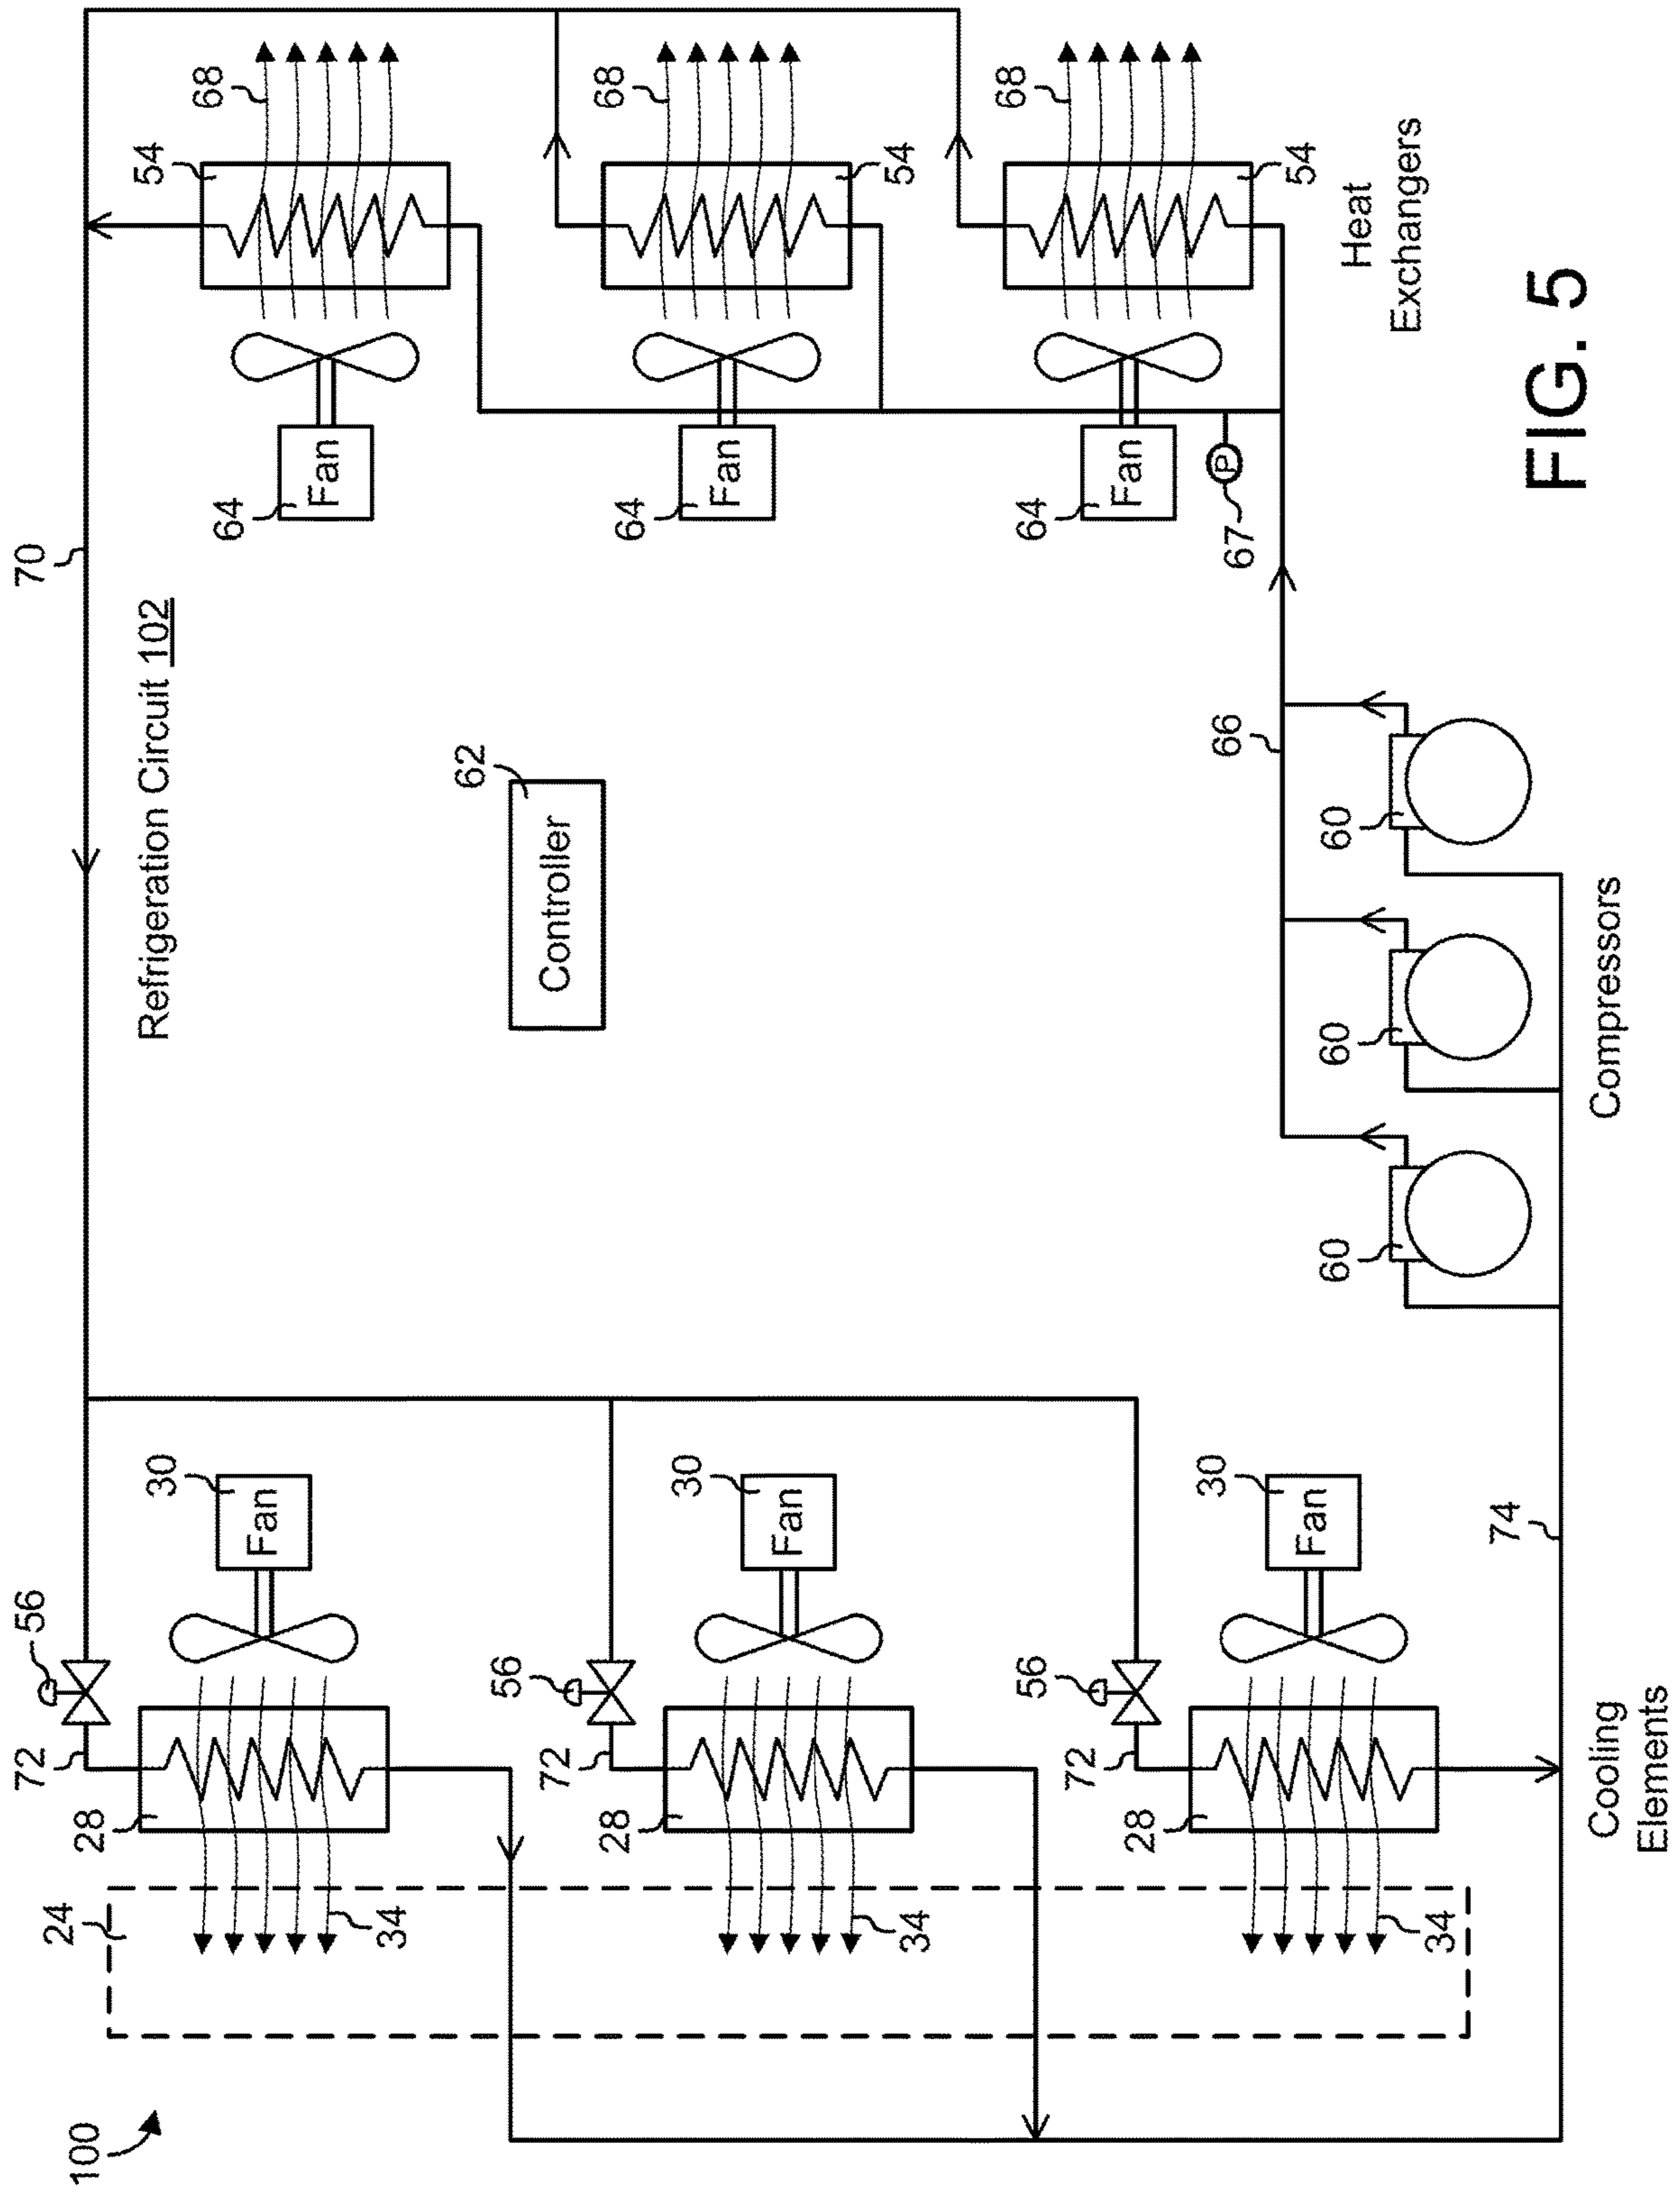 100
24
34
34
34
28
28
28
72
72
72
56
56
56
Fan
30
Fan
30
Fan
30
Cooling
Elements
74
70
Refrigeration Circuit 102
Controller
62
60
60
60
Compressors
66
67
P
Fan
64
Fan
64
Fan
64
54
54
54
68
68
68
Heat
Exchangers
FIG. 5